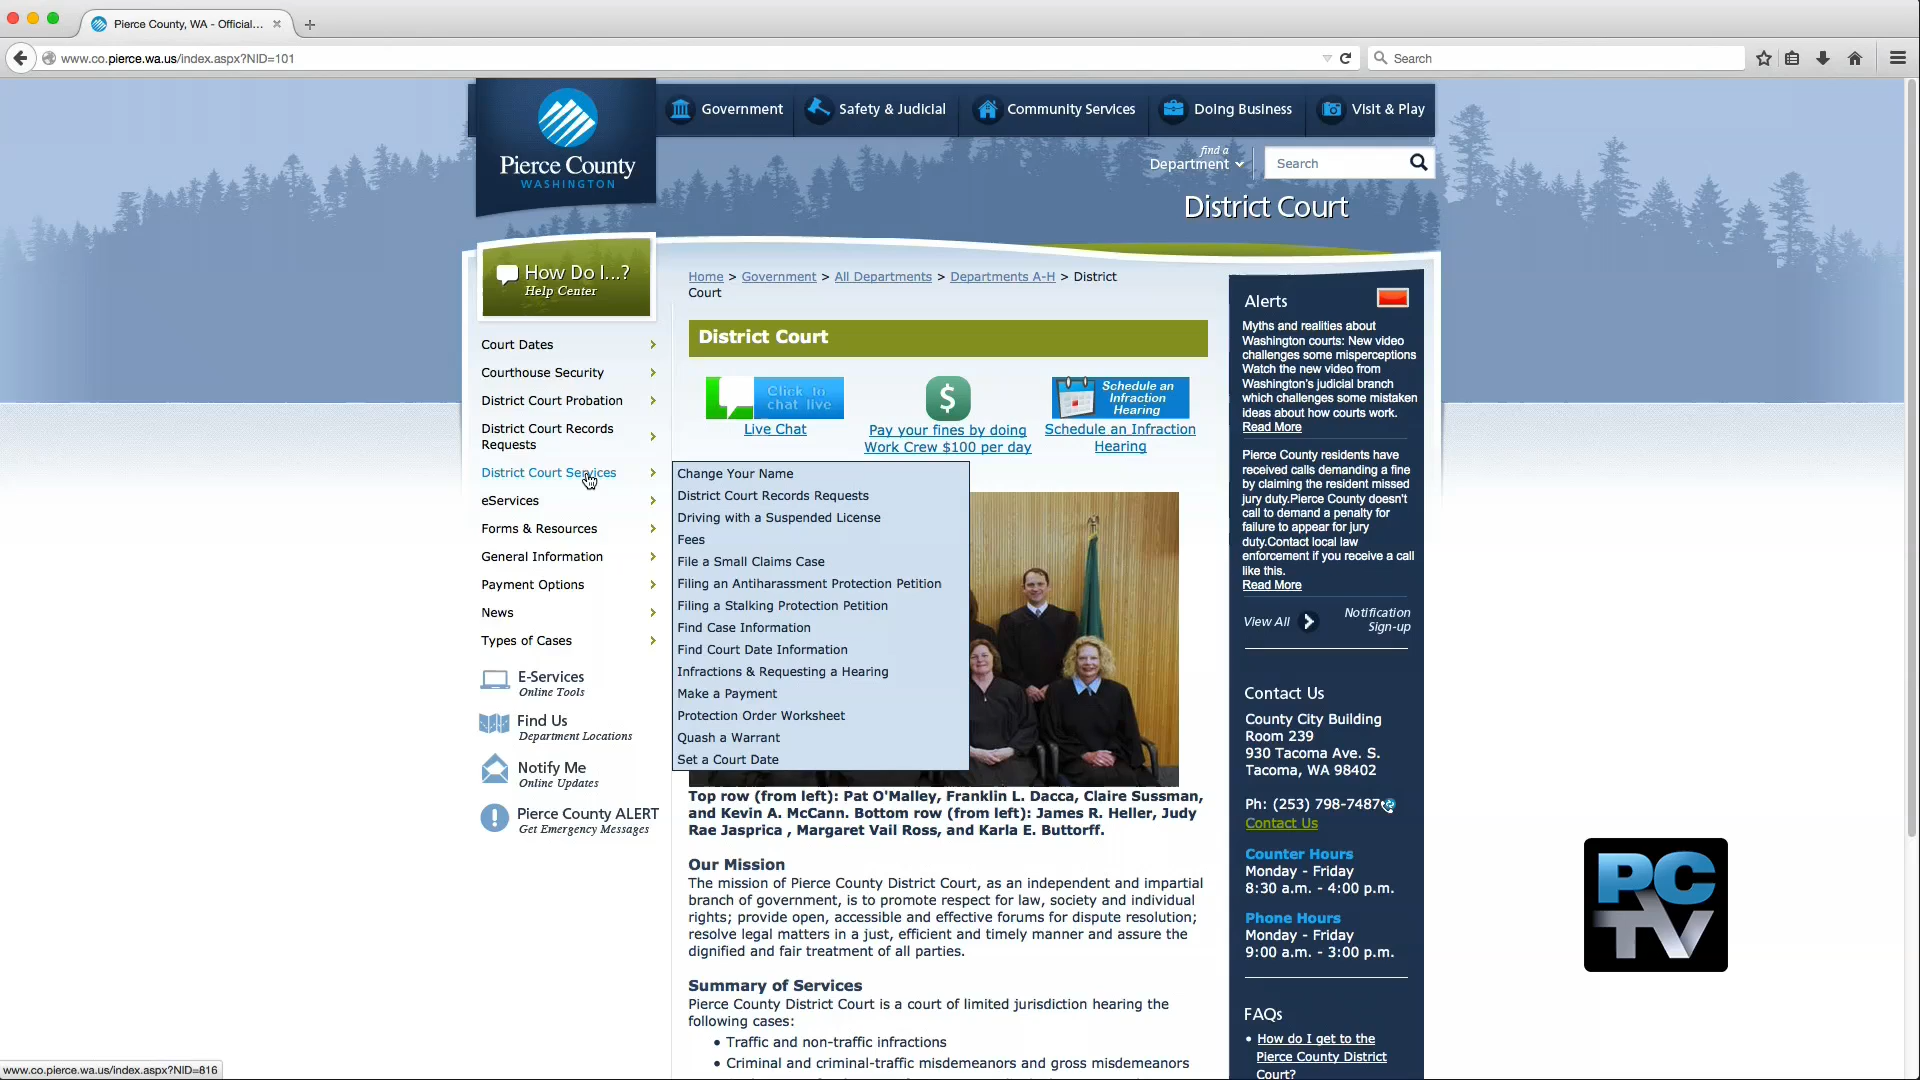 Pierce County, WA - Official...
www.co.pierce.wa.us/index.aspx?NID=101
Search
Pierce County
WASHINGTON
Government
Safety & Judicial
Community Services
Doing Business
Visit & Play
find a
Department
Search
District Court
How Do I...?
Help Center
Court Dates
Courthouse Security
District Court Probation
District Court Records
Requests
District Court Services
eServices
Forms & Resources
General Information
Payment Options
News
Types of Cases
E-Services
Online Tools
Find Us
Department Locations
Notify Me
Online Updates
Pierce County ALERT
Get Emergency Messages
Home > Government > All Departments > Departments A-H > District
Court
District Court
Click to
chat live
Live Chat
$
Pay your fines by doing
Work Crew $100 per day
Schedule an
Infraction
Hearing
Schedule an Infraction
Hearing
Change Your Name
District Court Records Requests
Driving with a Suspended License
Fees
File a Small Claims Case
Filing an Antiharassment Protection Petition
Filing a Stalking Protection Petition
Find Case Information
Find Court Date Information
Infractions & Requesting a Hearing
Make a Payment
Protection Order Worksheet
Quash a Warrant
Set a Court Date
Top row (from left): Pat O'Malley, Franklin L. Dacca, Claire Sussman,
and Kevin A. McCann. Bottom row (from left): James R. Heller, Judy
Rae Jasprica , Margaret Vail Ross, and Karla E. Buttorff.
Our Mission
The mission of Pierce County District Court, as an independent and impartial
branch of government, is to promote respect for law, society and individual
rights; provide open, accessible and effective forums for dispute resolution;
resolve legal matters in a just, efficient and timely manner and assure the
dignified and fair treatment of all parties.
Summary of Services
Pierce County District Court is a court of limited jurisdiction hearing the
following cases:
• Traffic and non-traffic infractions
• Criminal and criminal-traffic misdemeanors and gross misdemeanors
Alerts
Myths and realities about
Washington courts: New video
challenges some misperceptions
Watch the new video from
Washington's judicial branch
which challenges some mistaken
ideas about how courts work.
Read More
Pierce County residents have
received calls demanding a fine
by claiming the resident missed
jury duty.Pierce County doesn't
call to demand a penalty for
failure to appear for jury
duty.Contact local law
enforcement if you receive a call
like this.
Read More
View All
Notification
Sign-up
Contact Us
County City Building
Room 239
930 Tacoma Ave. S.
Tacoma, WA 98402
Ph: (253) 798-7487
Contact Us
Counter Hours
Monday - Friday
8:30 a.m. - 4:00 p.m.
Phone Hours
Monday - Friday
9:00 a.m. - 3:00 p.m.
FAQs
• How do I get to the
Pierce County District
Court?
PC
TV
www.co.pierce.wa.us/index.aspx?NID=816